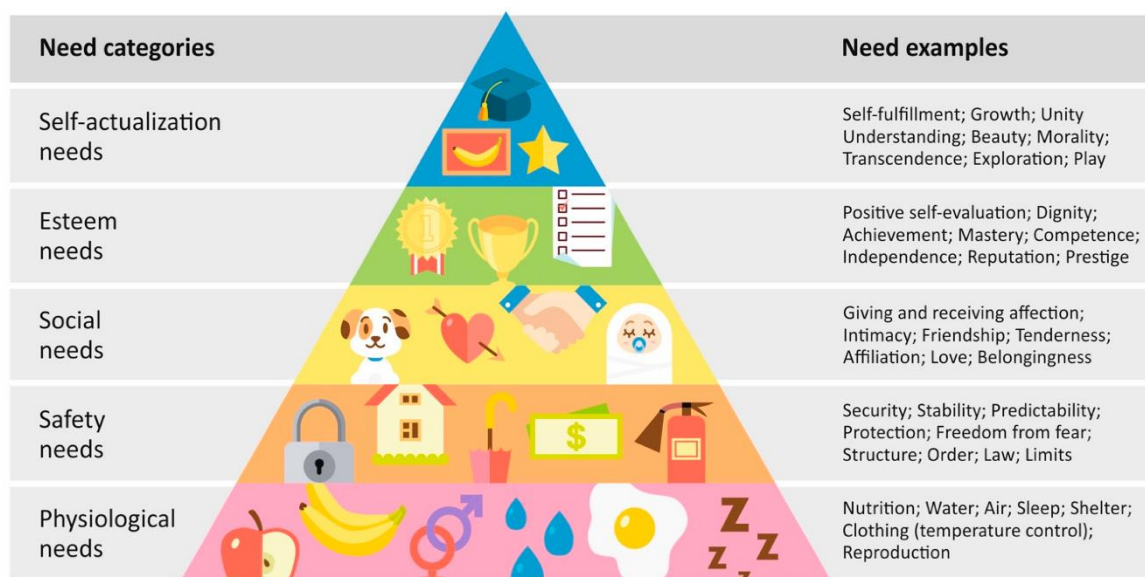 Need categories
Need examples
Self-actualization
needs
Self-fulfillment; Growth; Unity
Understanding; Beauty; Morality;
Transcendence; Exploration; Play
Esteem
needs
1
Positive self-evaluation; Dignity;
Achievement; Mastery; Competence;
Independence; Reputation; Prestige
Social
needs
Giving and receiving affection;
Intimacy; Friendship; Tenderness;
Affiliation; Love; Belongingness
Safety
needs
$
Security; Stability; Predictability;
Protection; Freedom from fear;
Structure; Order; Law; Limits
Physiological
needs
Z
Z
Z
Z
Z
Nutrition; Water; Air; Sleep; Shelter;
Clothing (temperature control);
Reproduction